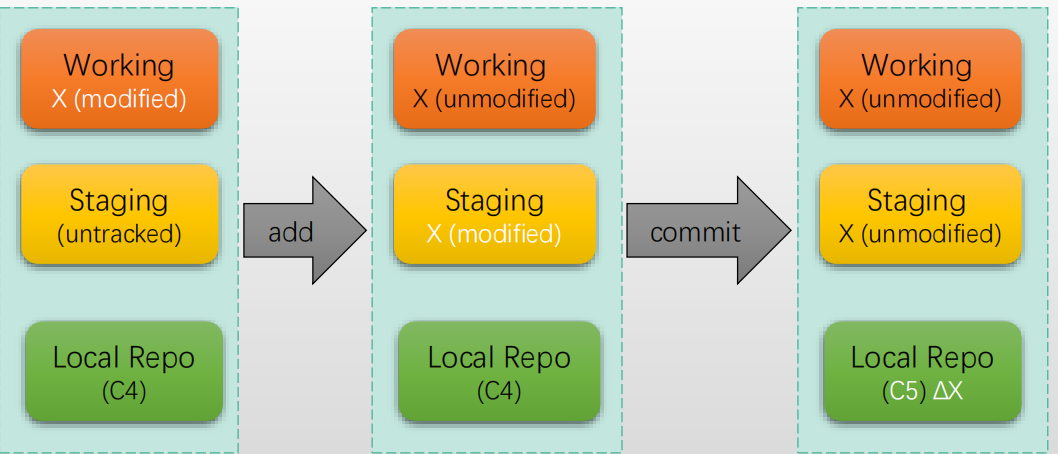 Working
X (modified)
Staging
(untracked)
Local Repo
(C4)
add
Working
X (unmodified)
Staging
X (modified)
Local Repo
(C4)
commit
Working
X (unmodified)
Staging
X (unmodified)
Local Repo
(C5) ΔX